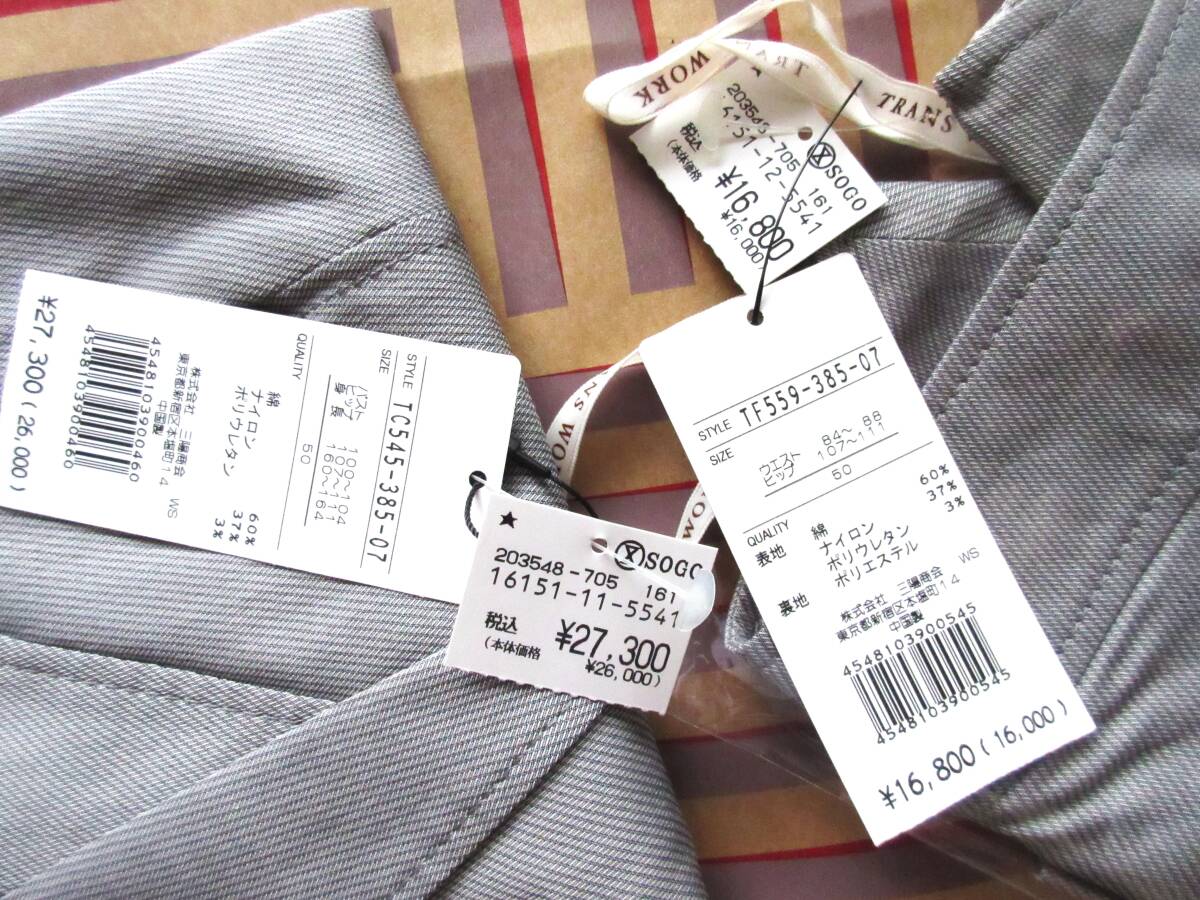 WORK
TRA
TRANS
203548-705 161
SOGO
税込
(本体価格
¥16,800
¥16,000)
¥27,300(26,000)
4548103900460
4548103900460
株式会社 三陽商会 WS
東京都新宿区本塩町14
中国製
STYLE TC545-385-07
SIZE
バスト
ヒップ
身長 160~164
50
QUALITY
綿 60%
ナイロン 37%
ポリウレタン 3%
NS WO
OM
★
SOGO
203548-705 161
16151-11-5541
税込
(本体価格
¥27,300
¥26,000)
STYLE TF559-385-07
SIZE
ウエスト 84~ 88
ヒップ 107~111
50
QUALITY
表地 綿 60%
ナイロン 37%
ポリウレタン 3%
裏地 ポリエステル
株式会社 三陽商会 WS
東京都新宿区本塩町14
中国製
4548103900545
4548103900545
¥16,800(16,000)